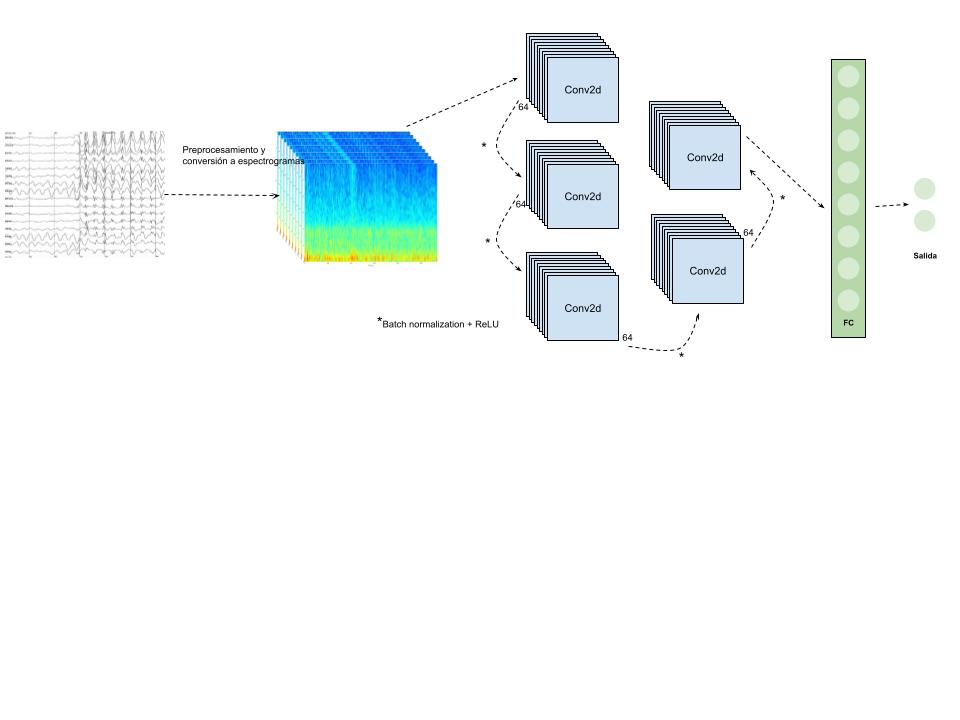 Preprocesamiento y
conversión a espectrogramas
Conv2d
64
*
Conv2d
64
*
Conv2d
64
*
Conv2d
64
*
Conv2d
*Batch normalization + ReLU
FC
Salida